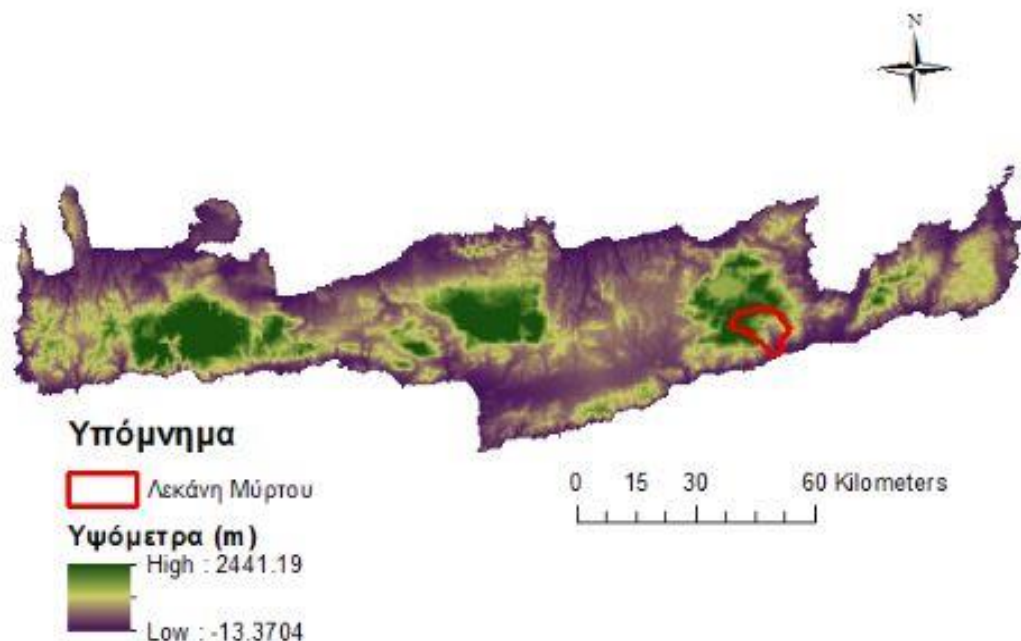 N
Υπόμνημα
Λεκάνη Μύρτου
0 15 30 60 Kilometers
Υψόμετρα (m)
High : 2441.19
Low : -13.3704